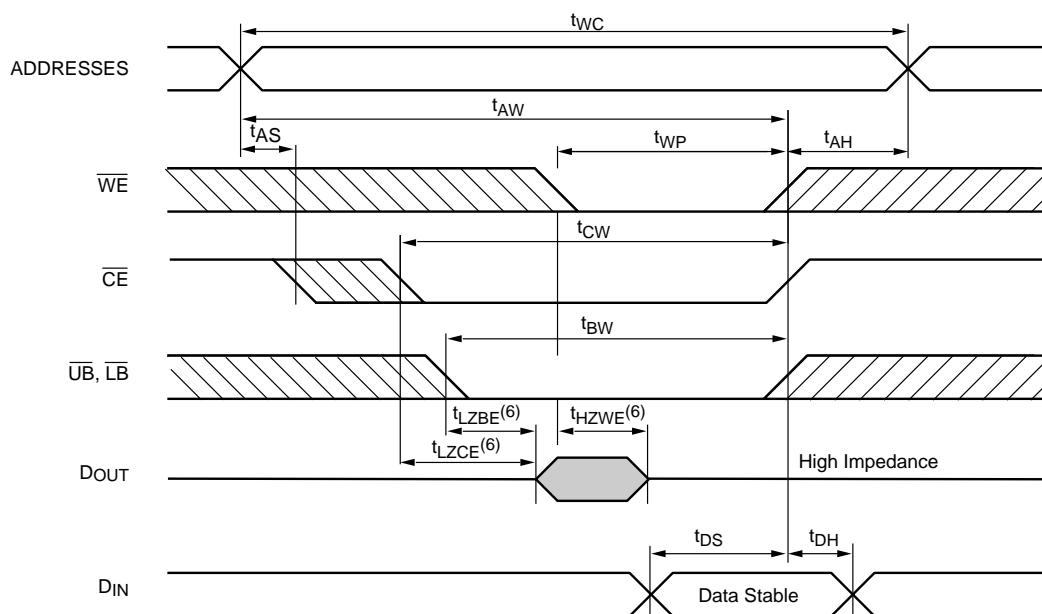 tWC
ADDRESSES
tAW
tAS
tWP
tAH
WE
tCW
CE
tBW
UB, LB
tLZBE(6)
tHZWE(6)
tLZCE(6)
DOUT
High Impedance
tDS
tDH
DIN
Data Stable